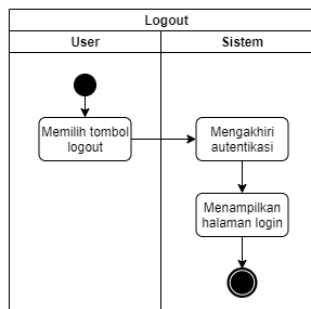 Logout
User
Sistem
Memilih tombol
logout
Mengakhiri
autentikasi
Menampilkan
halaman login